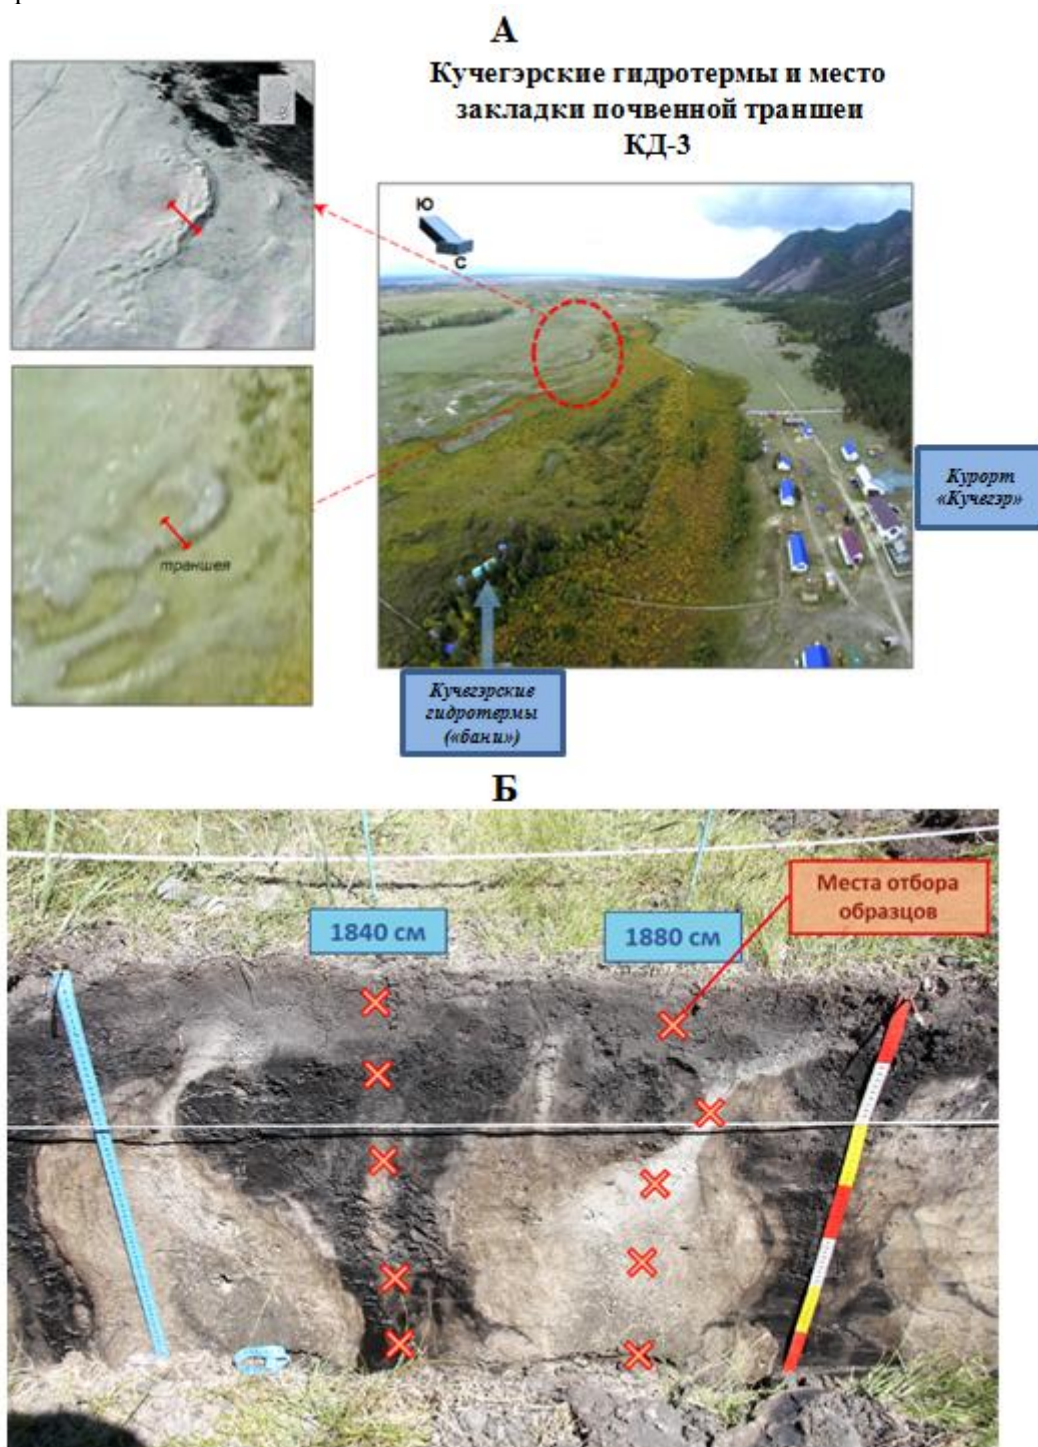 А
Кучегэрские гидротермы и место
закладки почвенной траншеи
КД-3
Ю
С
траншея
Курорт
«Кучегэр»
Кучегэрские
гидротермы
(«бани»)
Б
Места отбора
образцов
1840 см
1880 см